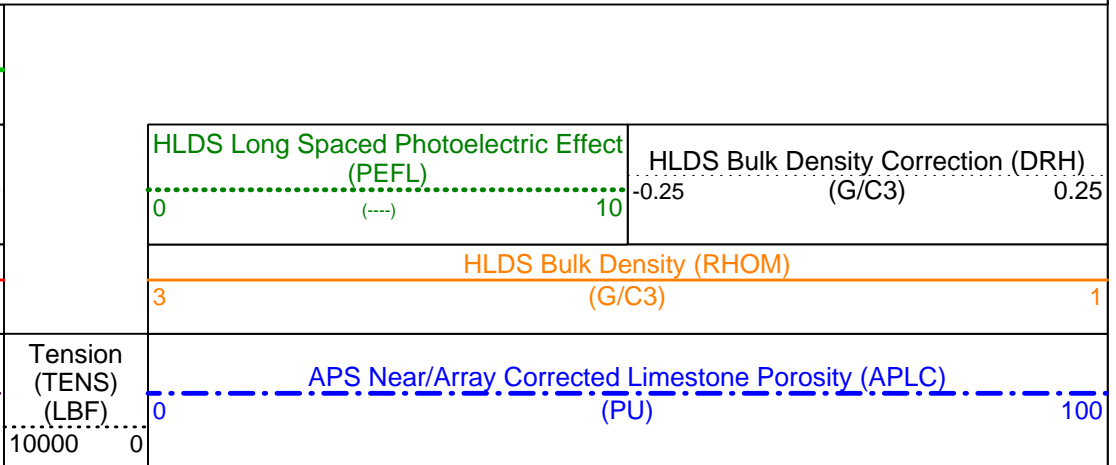 HLDS Long Spaced Photoelectric Effect
(PEFL)
0 (----) 10
HLDS Bulk Density Correction (DRH)
-0.25 (G/C3) 0.25
HLDS Bulk Density (RHOM)
3 (G/C3) 1
Tension
(TENS)
(LBF)
10000 0
APS Near/Array Corrected Limestone Porosity (APLC)
0 (PU) 100